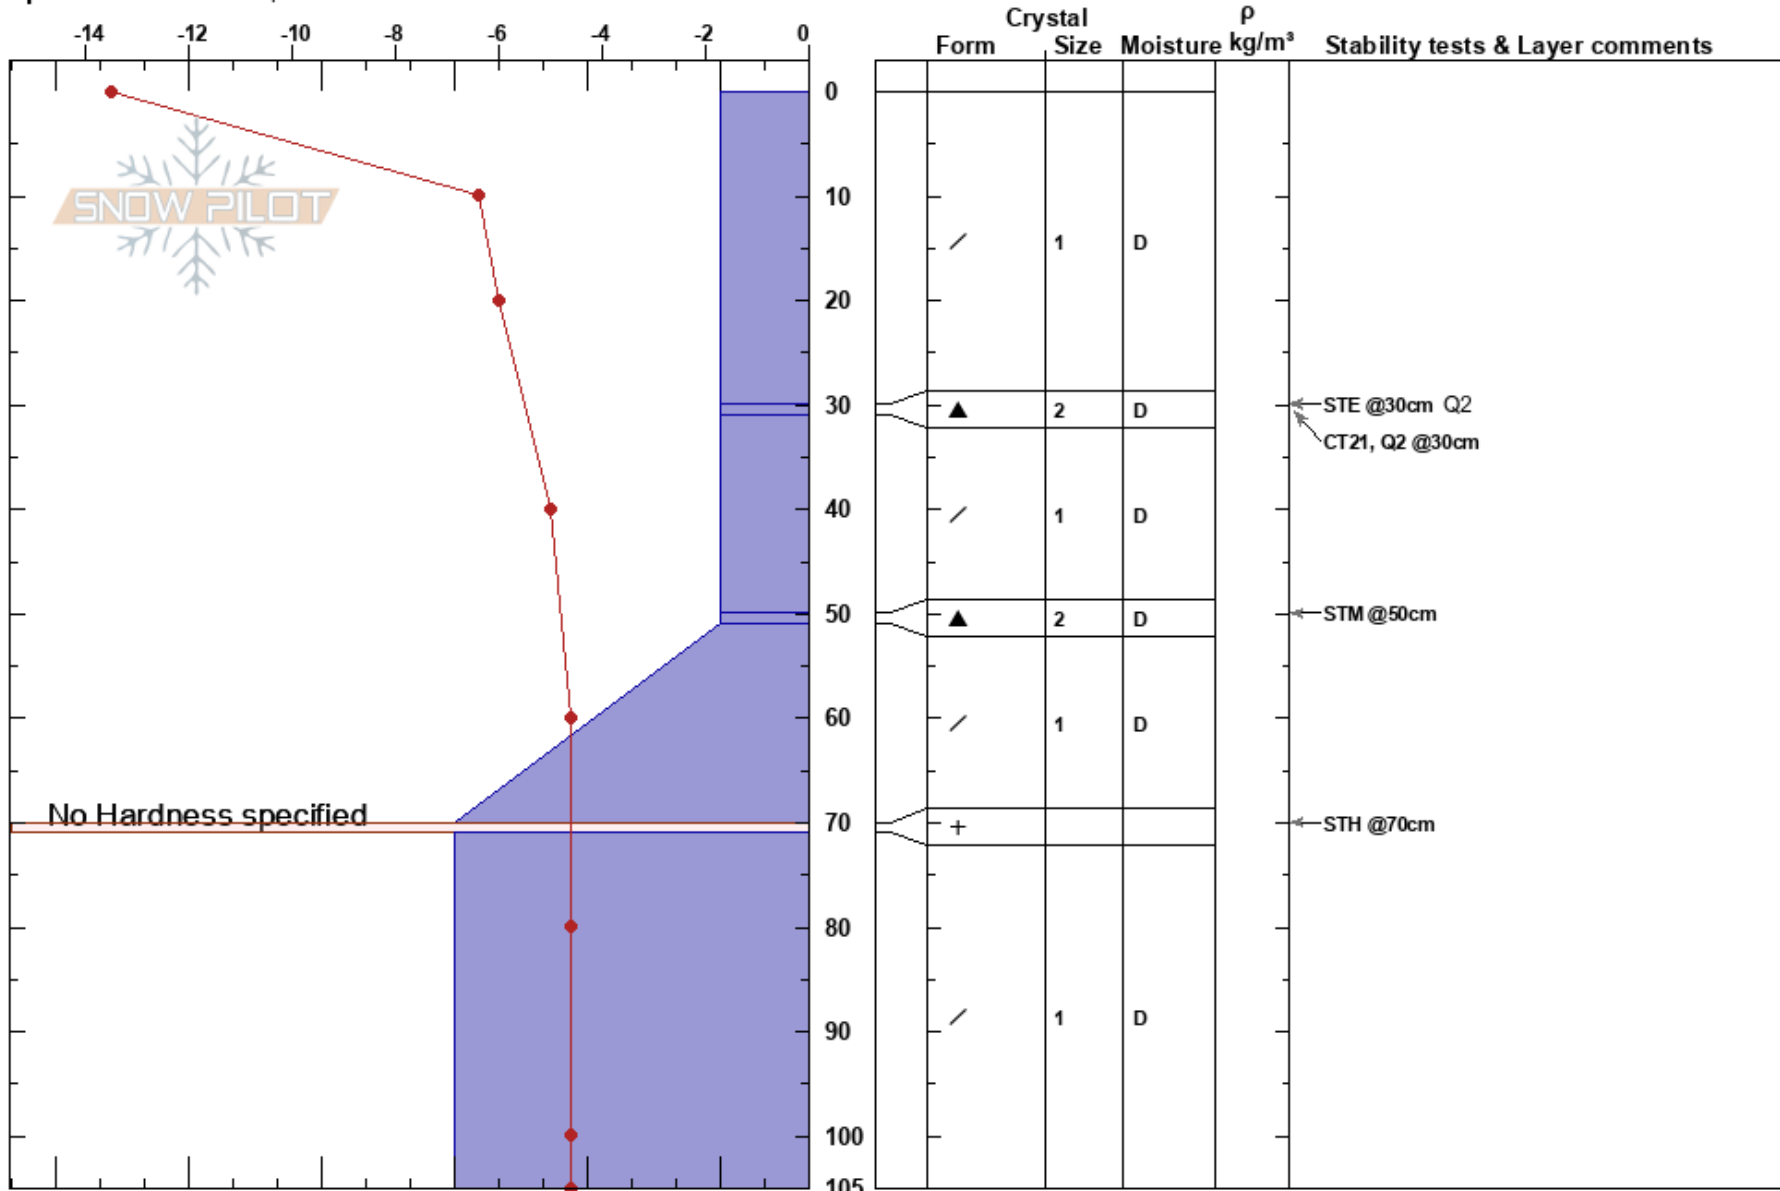 -14 -12 -10 -8 -6 -4 -2 0
Crystal ρ
Form Size Moisture kg/m³ Stability tests & Layer comments
0
SNOW PILOT
10
1 D
20
30
2 D
STE @30cm Q2
CT21, Q2 @30cm
40
1 D
50
2 D
STM @50cm
60
1 D
No Hardness specified
70
+
STH @70cm
80
1 D
90
100
105